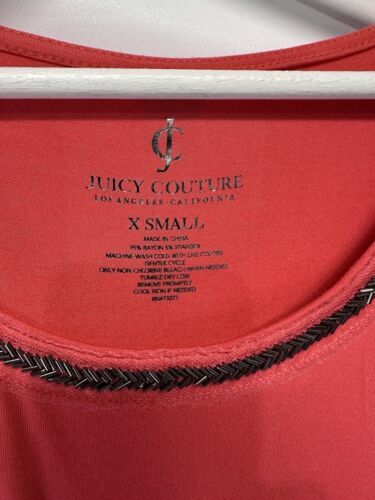 JC
JUICY COUTURE
LOS ANGELES · CALIFORNIA
X SMALL
MADE IN CHINA
95% RAYON 5% SPANDEX
MACHINE WASH COLD WITH LIKE COLORS
GENTLE CYCLE
ONLY NON CHLORINE BLEACH WHEN NEEDED
TUMBLE DRY LOW
REMOVE PROMPTLY
COOL IRON IF NEEDED